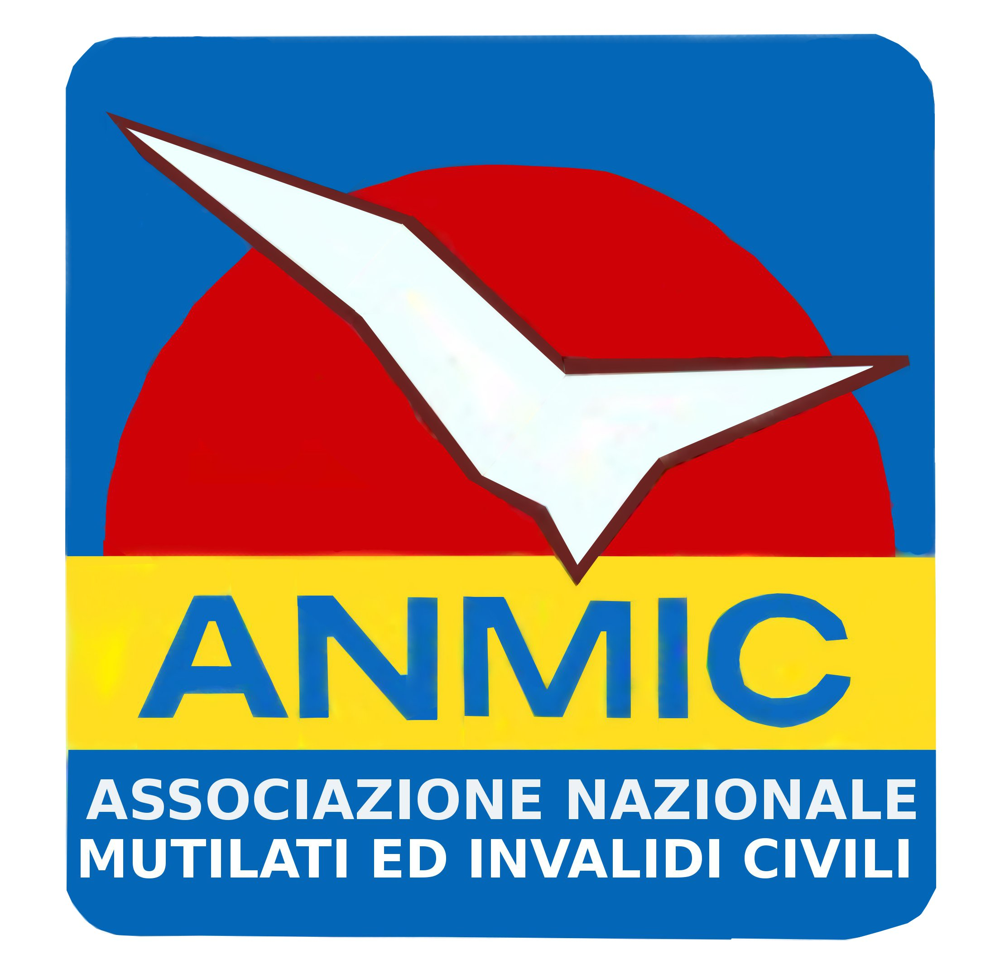 ANMIC
ASSOCIAZIONE NAZIONALE
MUTILATI ED INVALIDI CIVILI